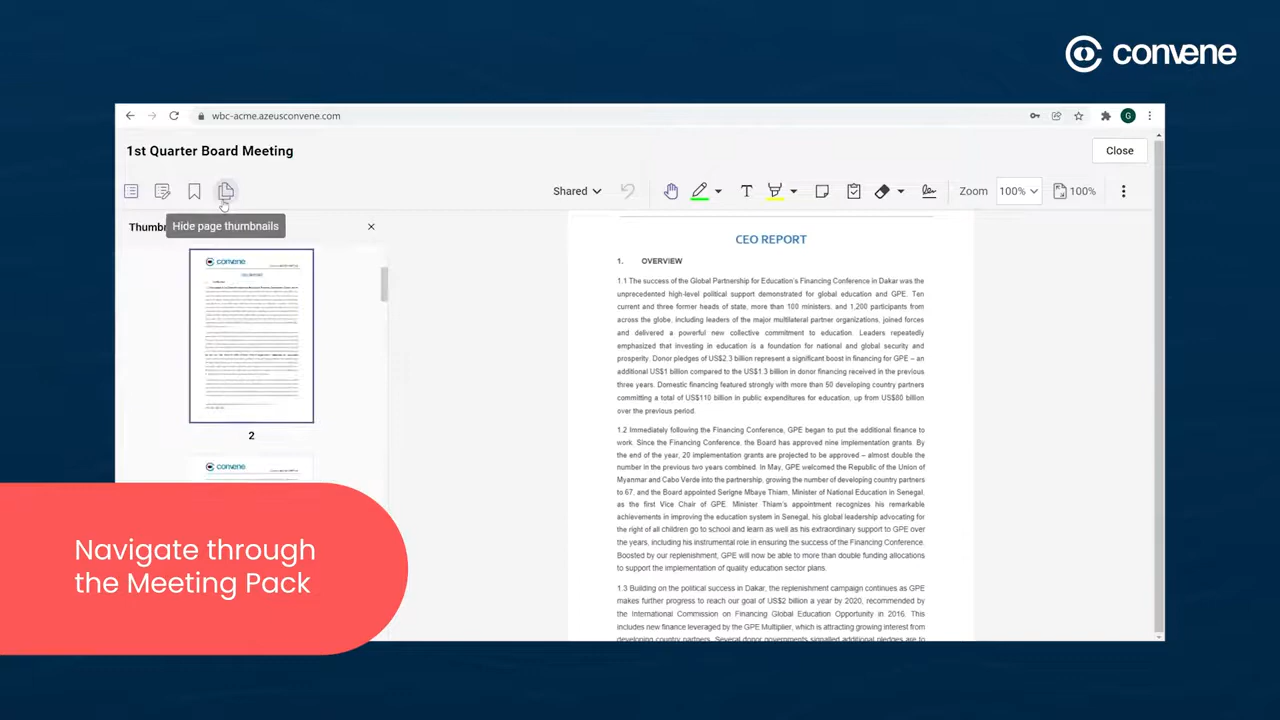 convene
wbc-acme.azeusconvene.com
G
1st Quarter Board Meeting
Close
Shared
T
Zoom
100%
100%
Hide page thumbnails
Thumb
convene
2
convene
CEO REPORT
1. OVERVIEW
1.1 The success of the Global Partnership for Education's Financing Conference in Dakar was the
unprecedented high-level political support demonstrated for global education and GPE. Ten
current and three former heads of state, more than 100 ministers, and 1,200 participants from
across the globe, including leaders of the major multilateral partner organizations, joined forces
and delivered a powerful new collective commitment to education. Leaders repeatedly
emphasized that investing in education is a foundation for national and global security and
prosperity. Donor pledges of US$2.3 billion represent a significant boost in financing for GPE – an
additional US$1 billion compared to the US$1.3 billion in donor financing received in the previous
three years. Domestic financing featured strongly with more than 50 developing country partners
committing a total of US$110 billion in public expenditures for education, up from US$80 billion
over the previous period.
1.2 Immediately following the Financing Conference, GPE began to put the additional finance to
work. Since the Financing Conference, the Board has approved nine implementation grants. By
the end of the year, 20 implementation grants are projected to be approved – almost double the
number in the previous two years combined. In May, GPE welcomed the Republic of the Union of
Myanmar and Cabo Verde into the partnership, growing the number of developing country partners
to 67, and the Board appointed Serigne Mbaye Thiam, Minister of National Education in Senegal,
as the first Vice Chair of GPE. Minister Thiam's appointment recognizes his remarkable
achievements in improving the education system in Senegal, his global leadership advocating for
the right of all children go to school and learn as well as his extraordinary support to GPE over
the years, including his instrumental role in ensuring the success of the Financing Conference.
Boosted by our replenishment, GPE will now be able to more than double funding allocations
to support the implementation of quality education sector plans.
1.3 Building on the political success in Dakar, the replenishment campaign continues as GPE
makes further progress to reach our goal of US$2 billion a year by 2020, recommended by
the International Commission on Financing Global Education Opportunity in 2016. This
includes new finance leveraged by the GPE Multiplier, which is attracting growing interest from
developing country partners. Several donor governments signalled additional pledges are to
Navigate through
the Meeting Pack